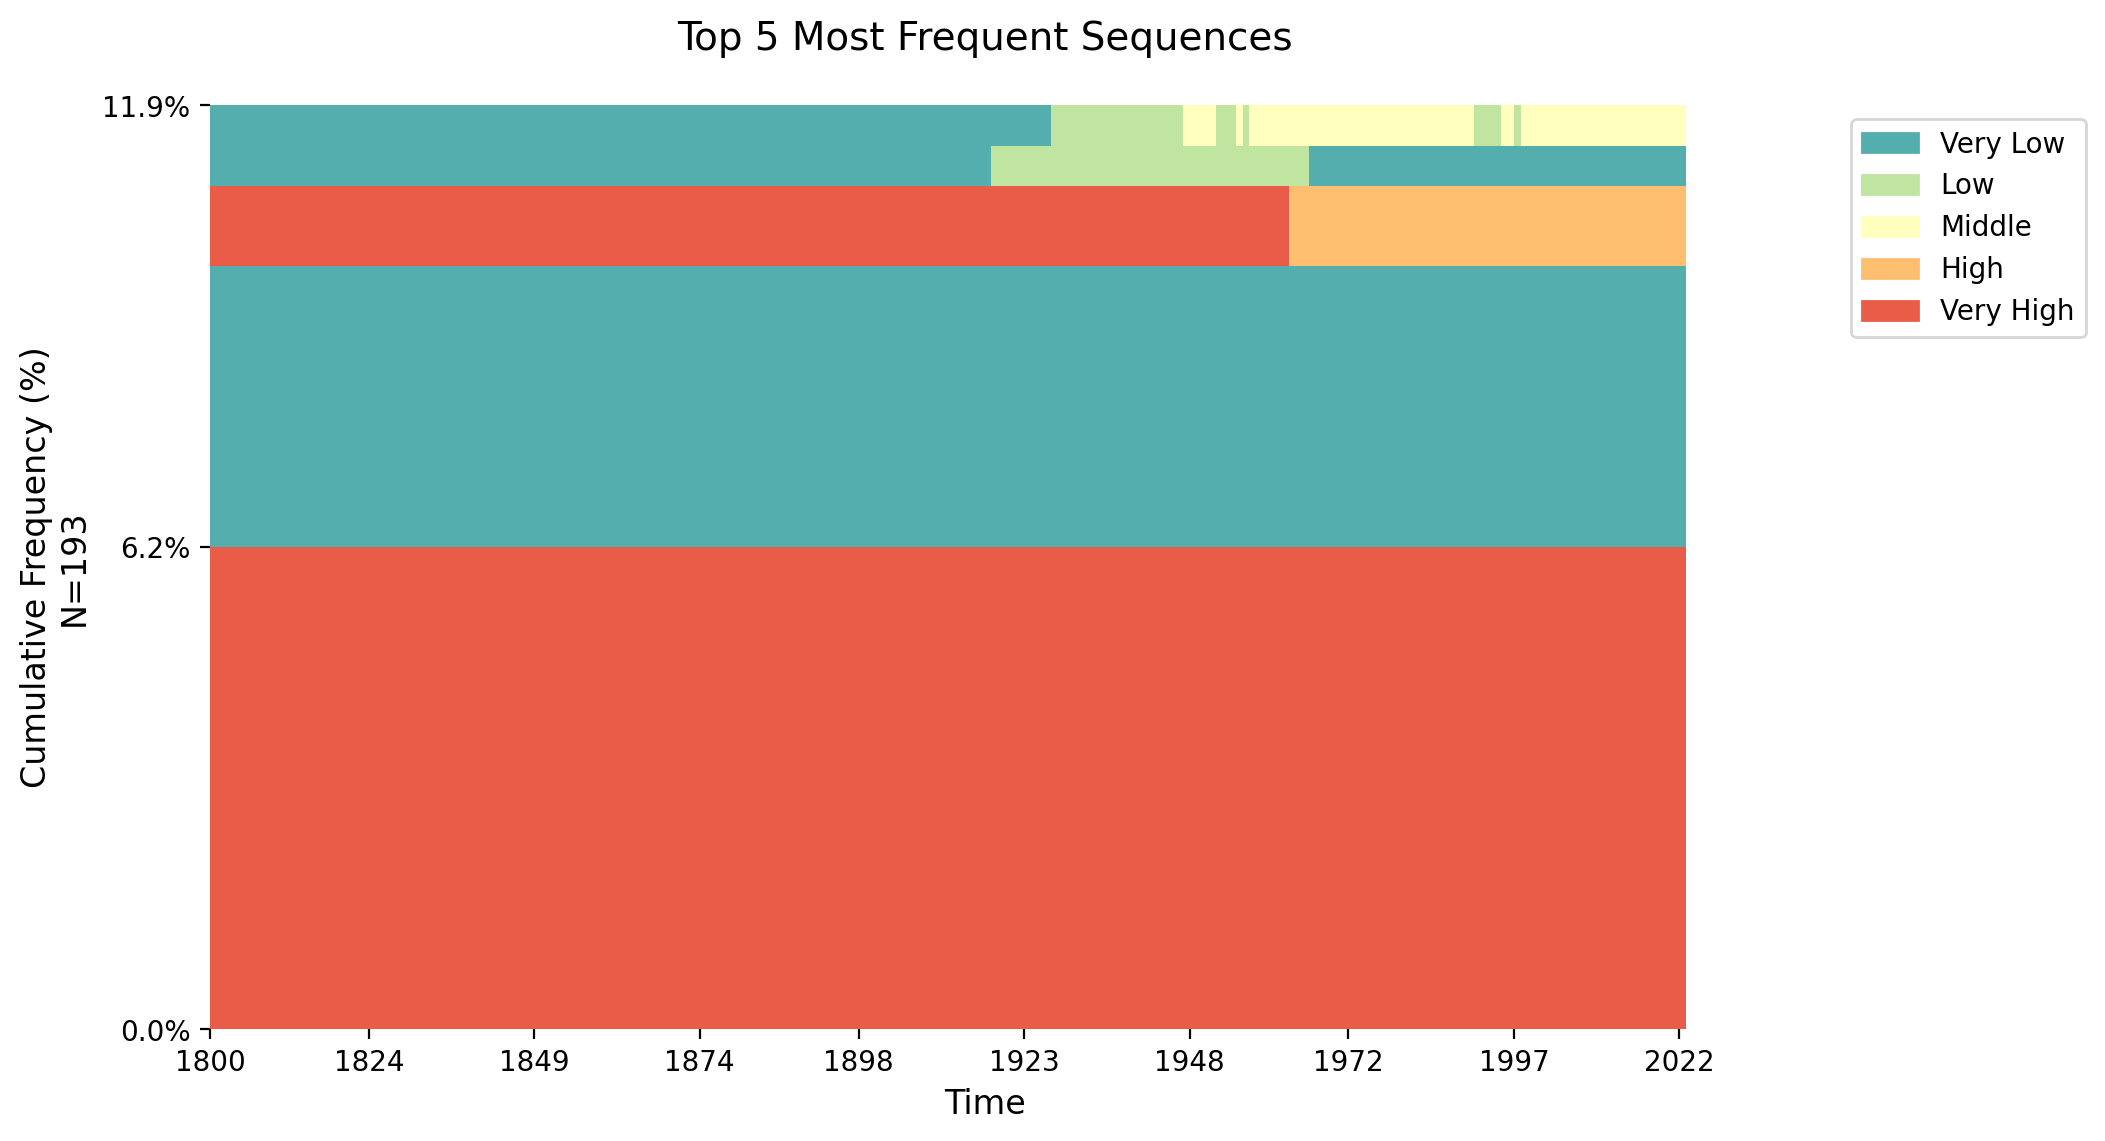 Top 5 Most Frequent Sequences
11.9%
6.2%
0.0%
Cumulative Frequency (%)
N=193
1800 1824 1849 1874 1898 1923 1948 1972 1997 2022
Time
Very Low
Low
Middle
High
Very High